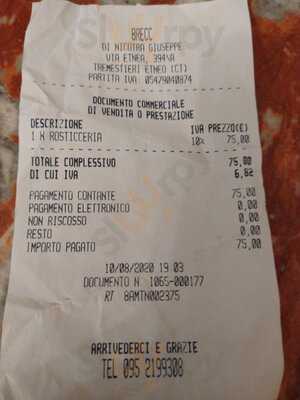 BRECC
DI NICOTRA GIUSEPPE
VIA ETNEA, 394\A
TREMESTIERI ETNEO (CT)
PARTITA IVA 05479040874
DOCUMENTO COMMERCIALE
DI VENDITA O PRESTAZIONE
DESCRIZIONE IVA PREZZO(€)
1 X ROSTICCERIA 10% 75,00
TOTALE COMPLESSIVO 75,00
DI CUI IVA 6,82
PAGAMENTO CONTANTE 75,00
PAGAMENTO ELETTRONICO 0,00
NON RISCOSSO 0,00
RESTO 0,00
IMPORTO PAGATO 75,00
10/08/2020 19:03
DOCUMENTO N. 1065-000177
RT 8AMTN002375
ARRIVEDERCI E GRAZIE
TEL 095 2199308